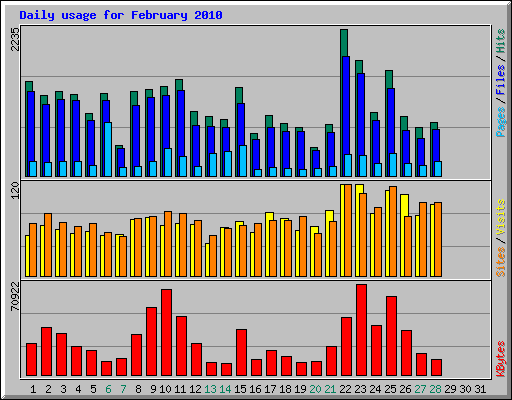 Daily usage for February 2010
2235
Pages / Files / Hits
120
Sites / Visits
70922
KBytes
1 2 3 4 5 6 7 8 9 10 11 12 13 14 15 16 17 18 19 20 21 22 23 24 25 26 27 28 29 30 31